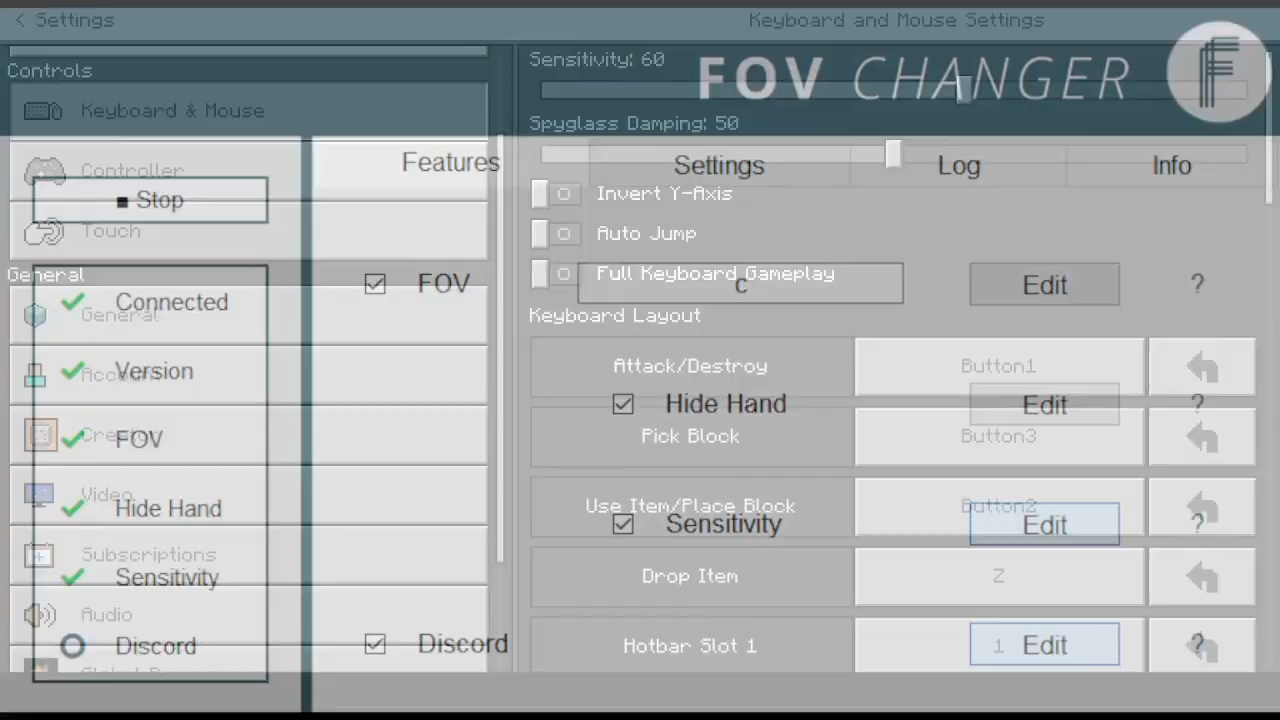 < Settings
Keyboard and Mouse Settings
Controls
Keyboard & Mouse
Controller
Touch
General
General
Video
Subscriptions
Audio
Sensitivity: 60
Spyglass Damping: 50
Invert Y-Axis
Auto Jump
Full Keyboard Gameplay
Keyboard Layout
Attack/Destroy Button1
Pick Block Button3
Use Item/Place Block Button2
Drop Item Z
Hotbar Slot 1 1
FOV CHANGER
Features Settings Log Info
Stop
Connected
Version
FOV
Hide Hand
Sensitivity
Discord
FOV C Edit ?
Hide Hand Edit ?
Sensitivity Edit ?
Discord Edit ?